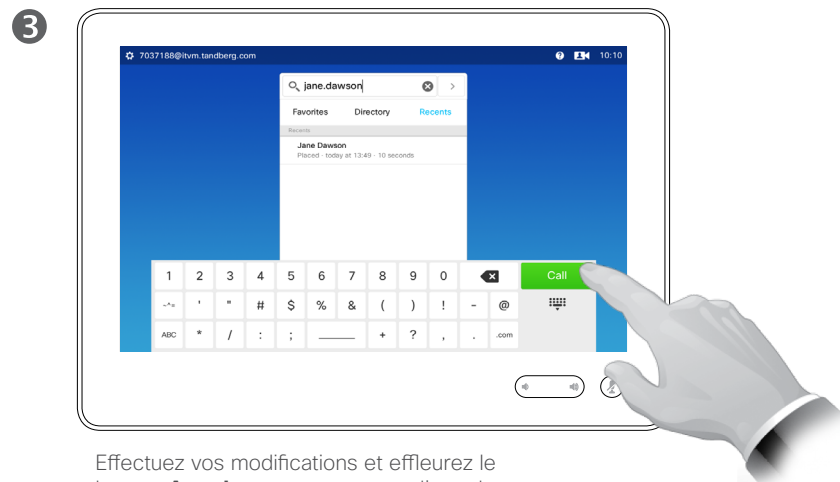 3
7037188@itvm.tandberg.com 10:10
jane.dawson
Favorites Directory Recents
Recents
Jane Dawson
Placed - today at 13:49 - 10 seconds
1 2 3 4 5 6 7 8 9 0 Call
~^= ' " # $ % & ( ) ! - @
ABC * / : ; + ? , . .com
Effectuez vos modifications et effleurez le